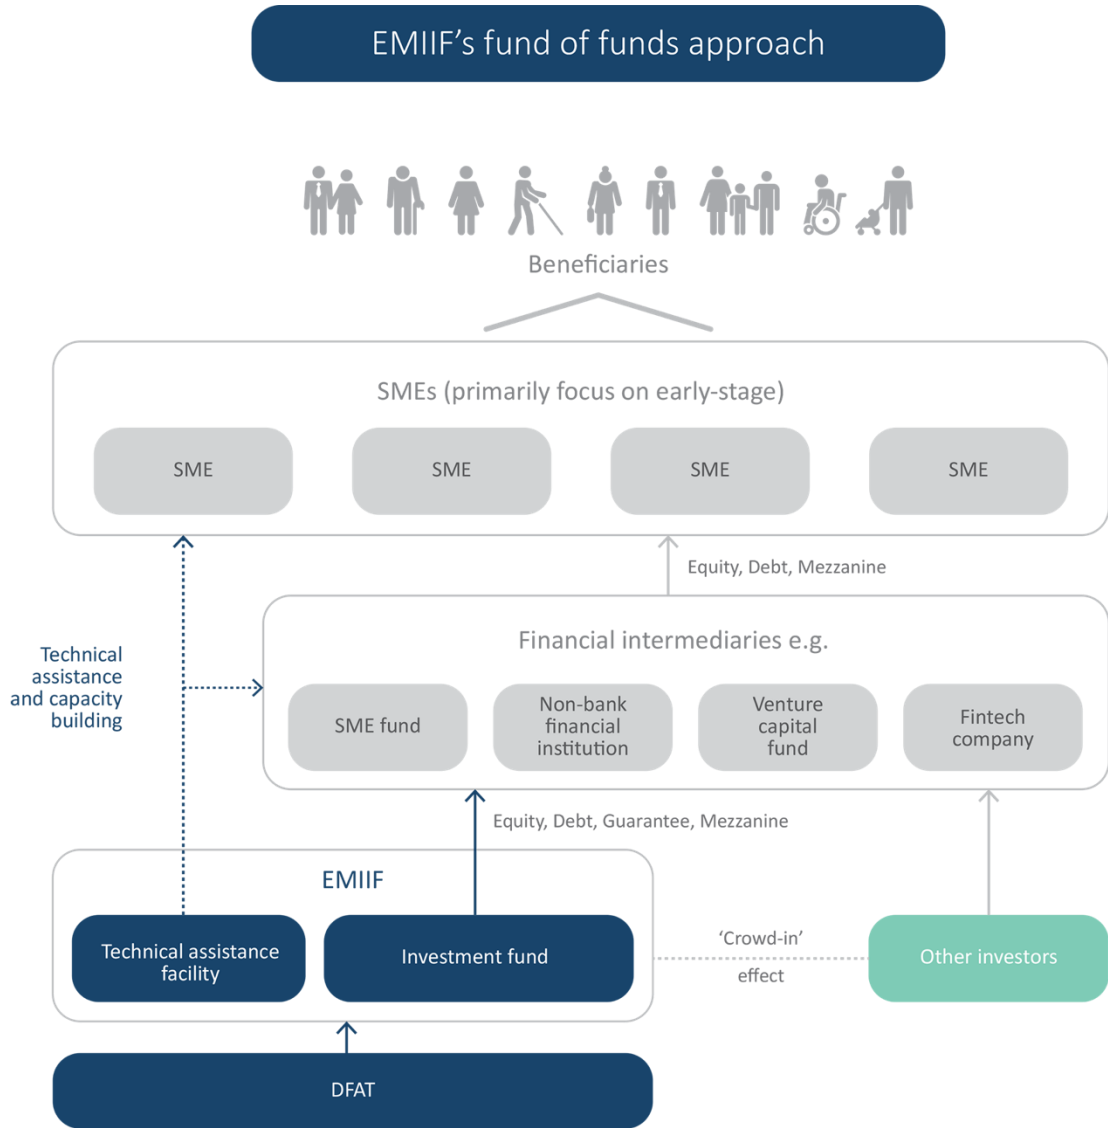 EMIIF's fund of funds approach
Beneficiaries
SMEs (primarily focus on early-stage)
SME
SME
SME
SME
Equity, Debt, Mezzanine
Technical
assistance
and capacity
building
Financial intermediaries e.g.
SME fund
Non-bank
financial
institution
Venture
capital
fund
Fintech
company
Equity, Debt, Guarantee, Mezzanine
EMIIF
Technical assistance
facility
Investment fund
‘Crowd-in’
effect
Other investors
DFAT